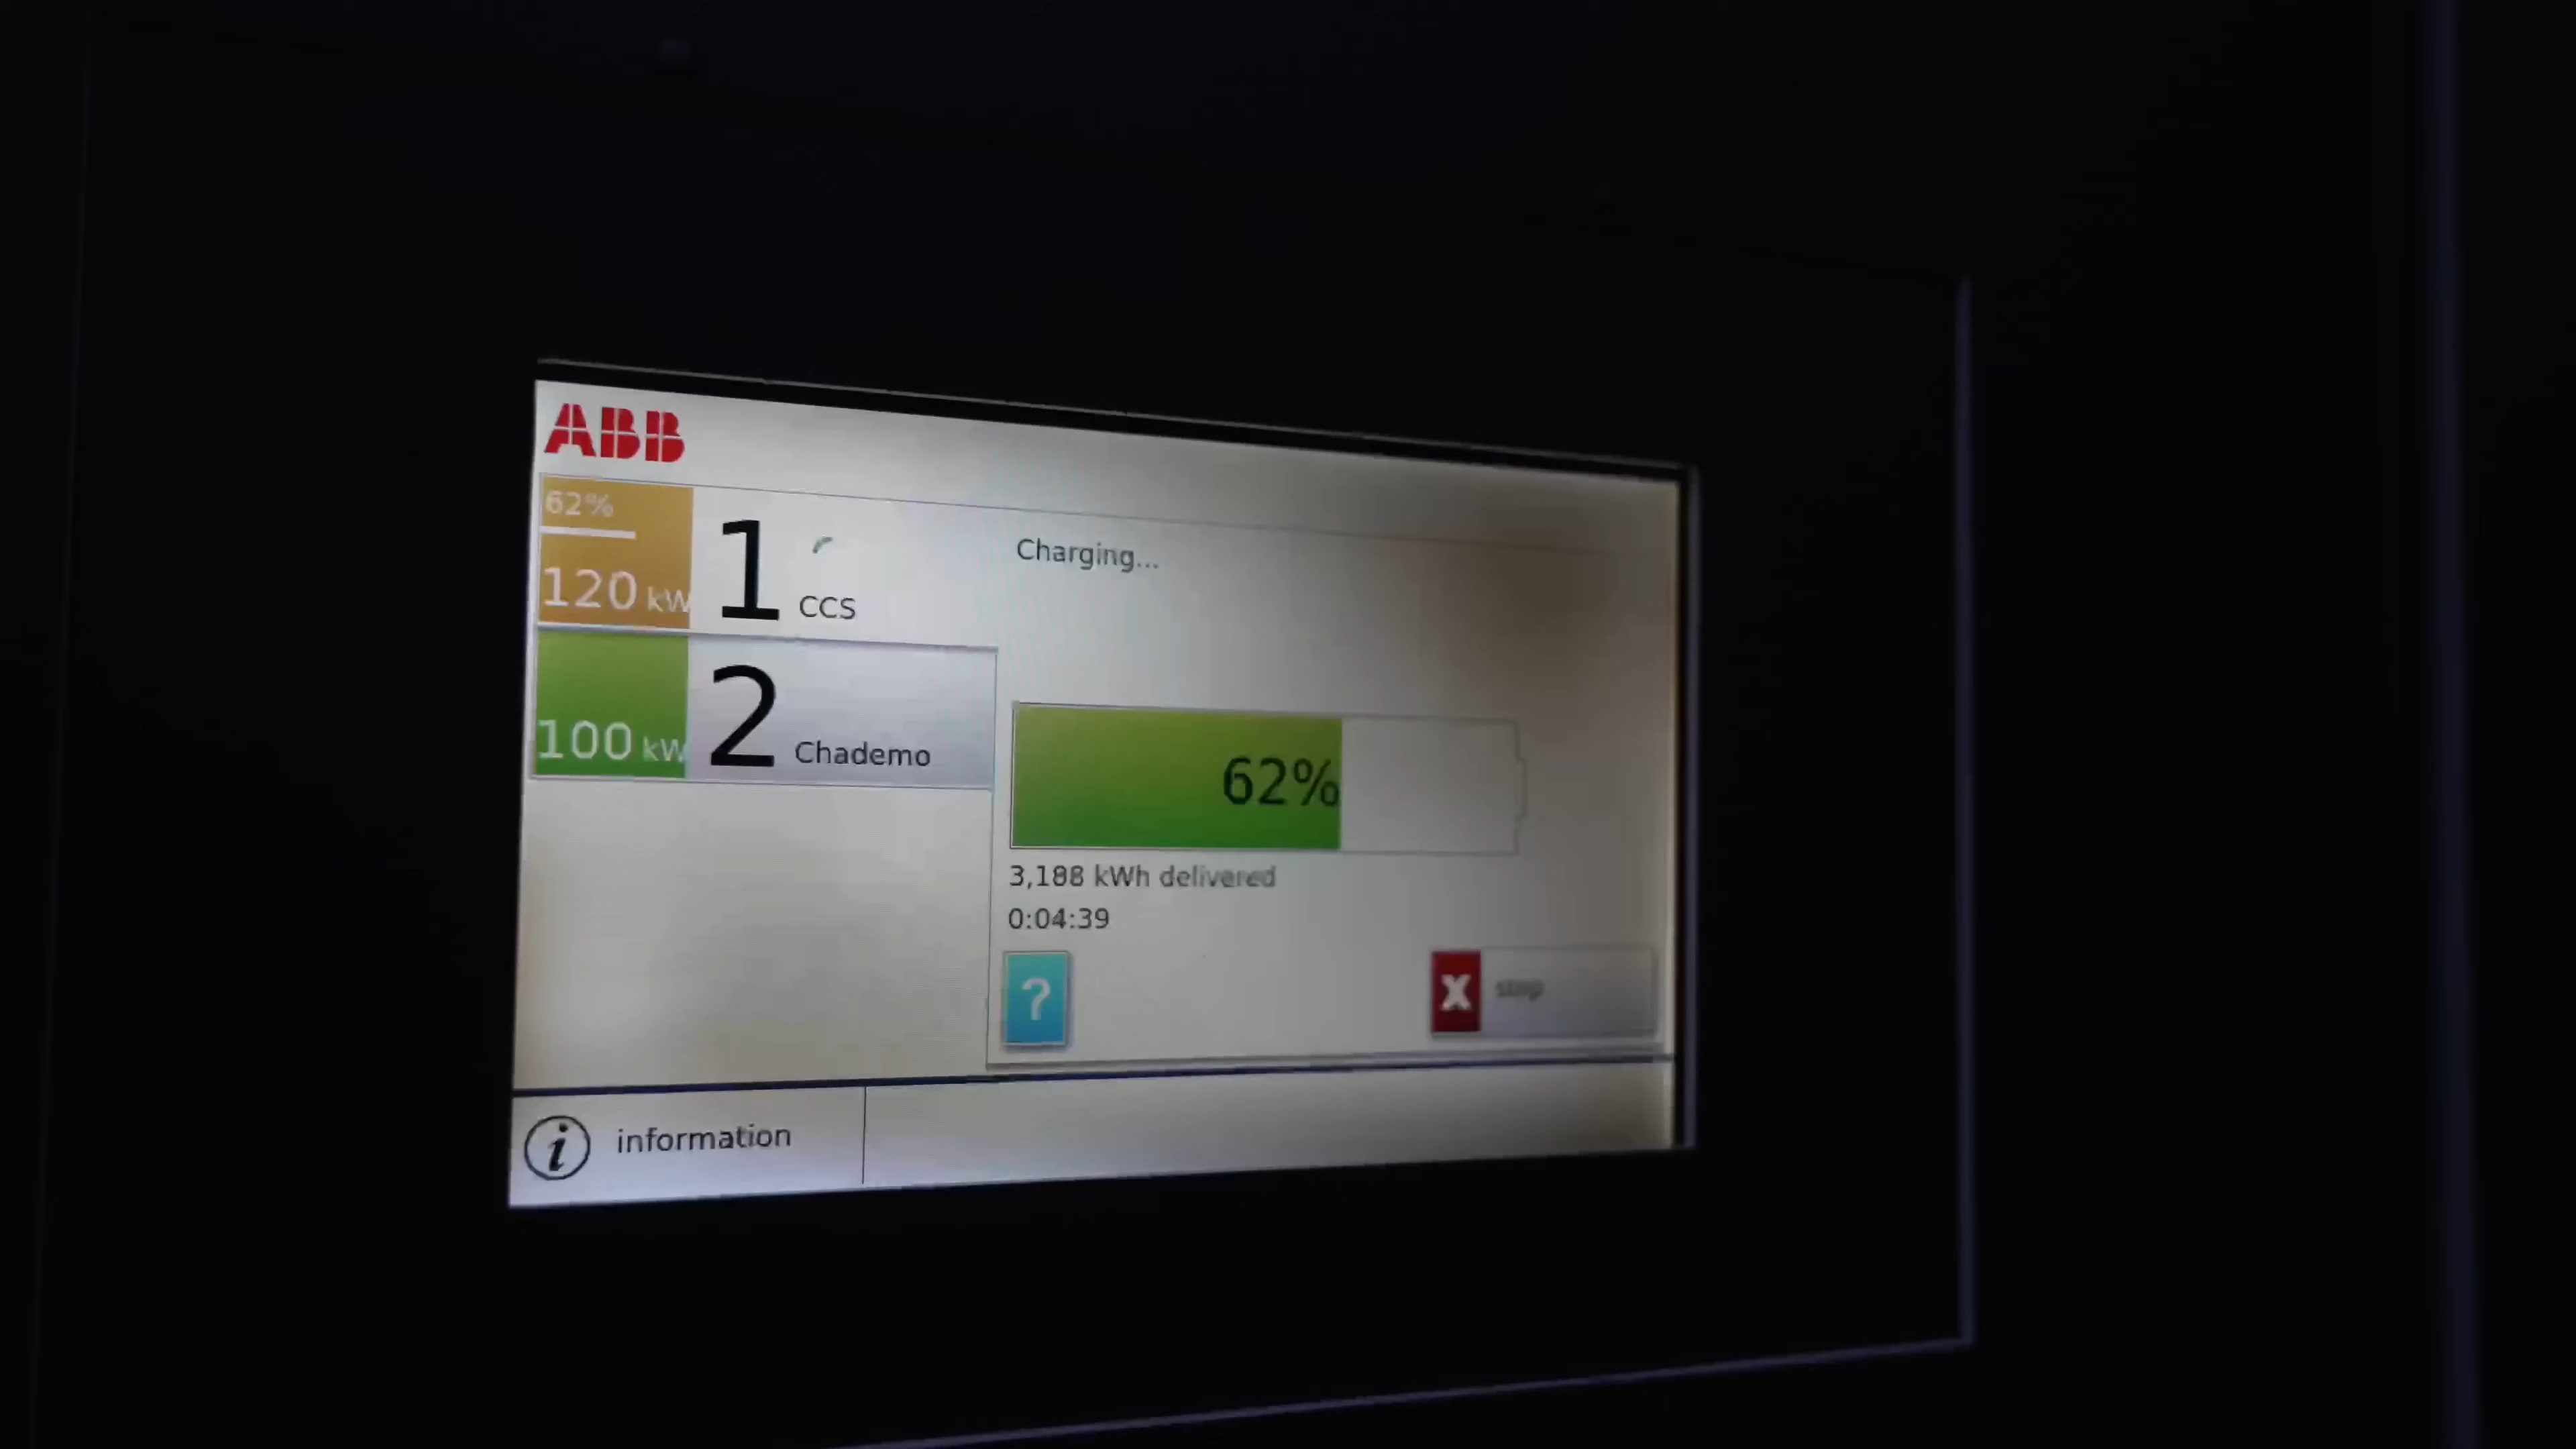 ABB
62%
120 kW
1
CCS
100 kW
2
Chademo
Charging...
62%
3,188 kWh delivered
0:04:39
?
X stop
i information